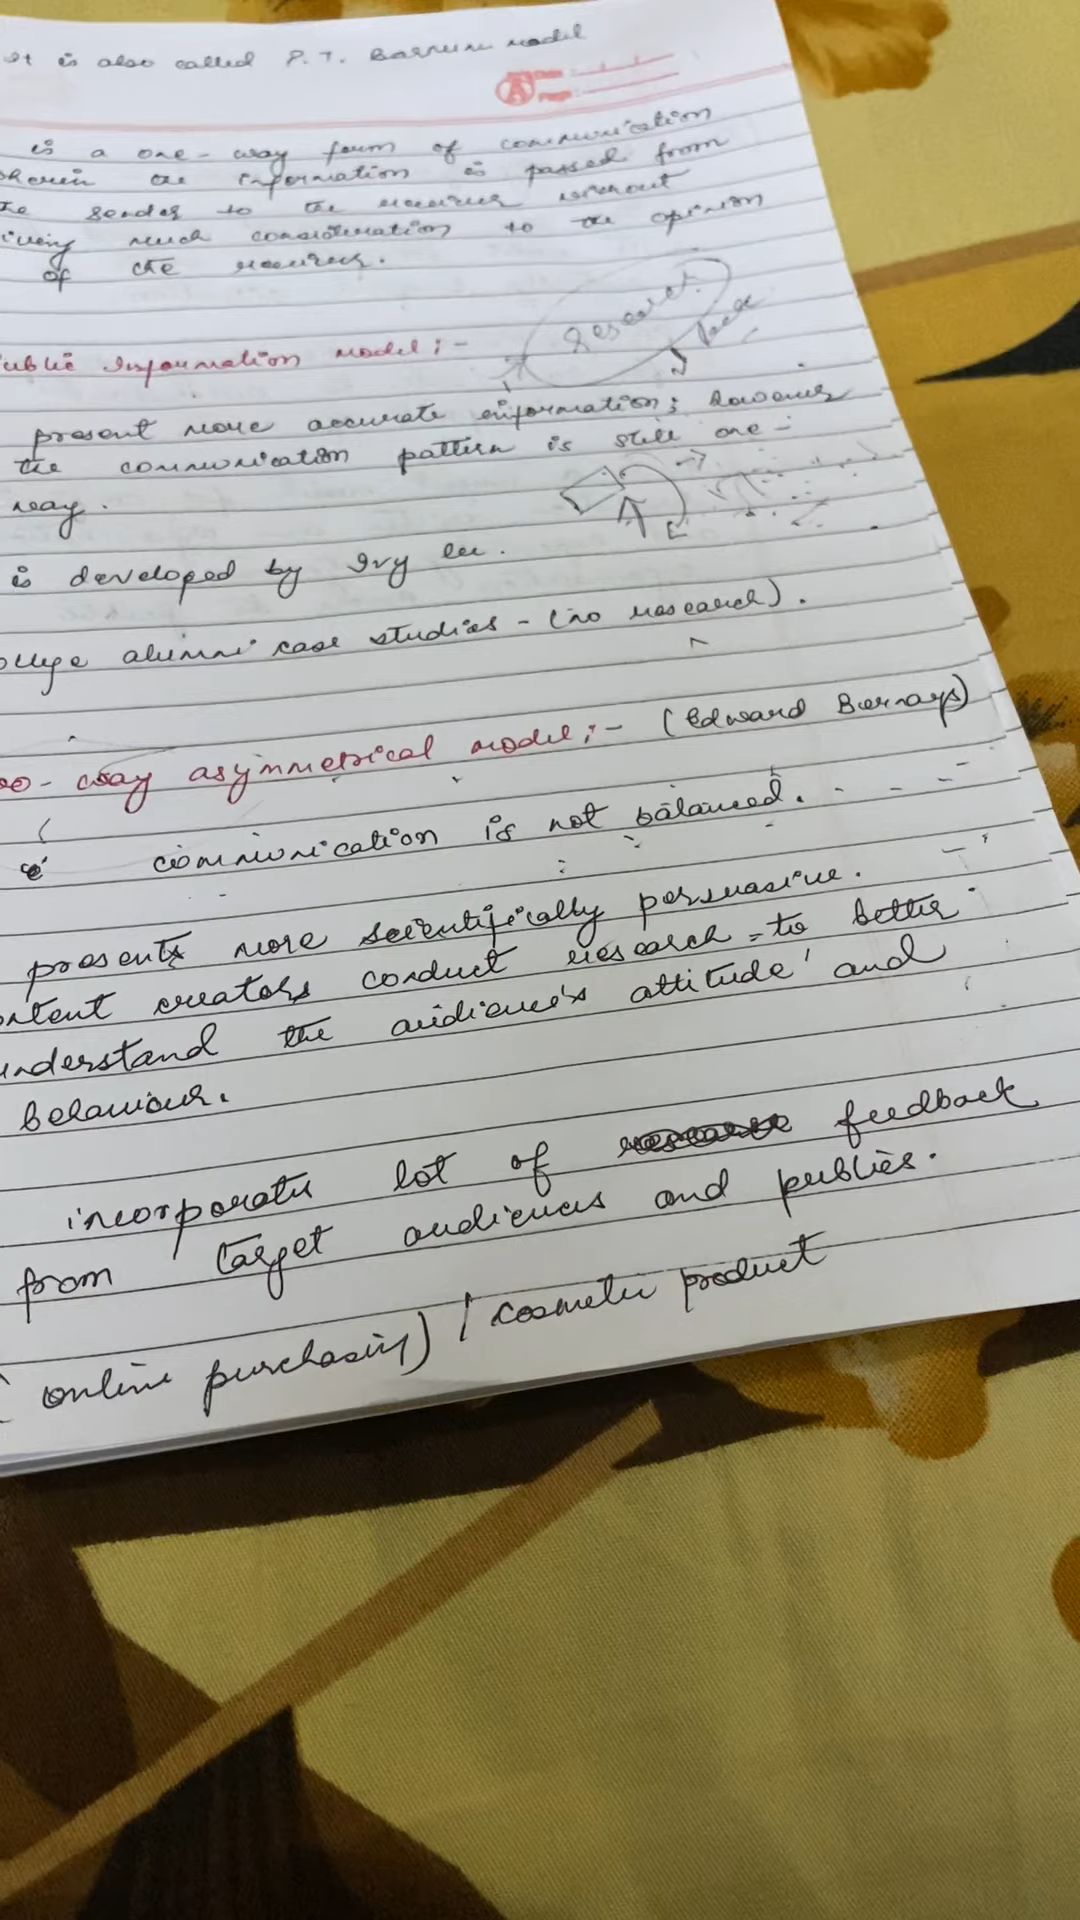 It is also called P. T. Barnum model
is a one-way form of communication
wherein the information is passed from
the sender to the receiver without
giving much consideration to the opinion
of the receiver.
Research
Public Information model :-
present more accurate information; however
the communication pattern is still one-
way.
is developed by Ivy Lee.
college alumni case studies - (no research).
two-way asymmetrical model :- (Edward Bernays)
communication is not balanced.
presents more scientifically persuasive.
content creators conduct research - to better
understand the audience's attitude and
behaviour.
incorporate lot of feedback
from target audiences and publics.
( online purchasing) / cosmetic product